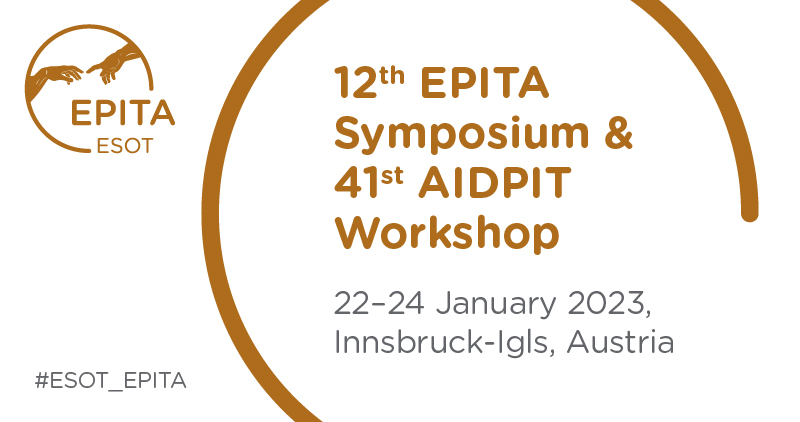 EPITA
ESOT
12th EPITA
Symposium &
41st AIDPIT
Workshop
22–24 January 2023,
Innsbruck-Igls, Austria
#ESOT_EPITA